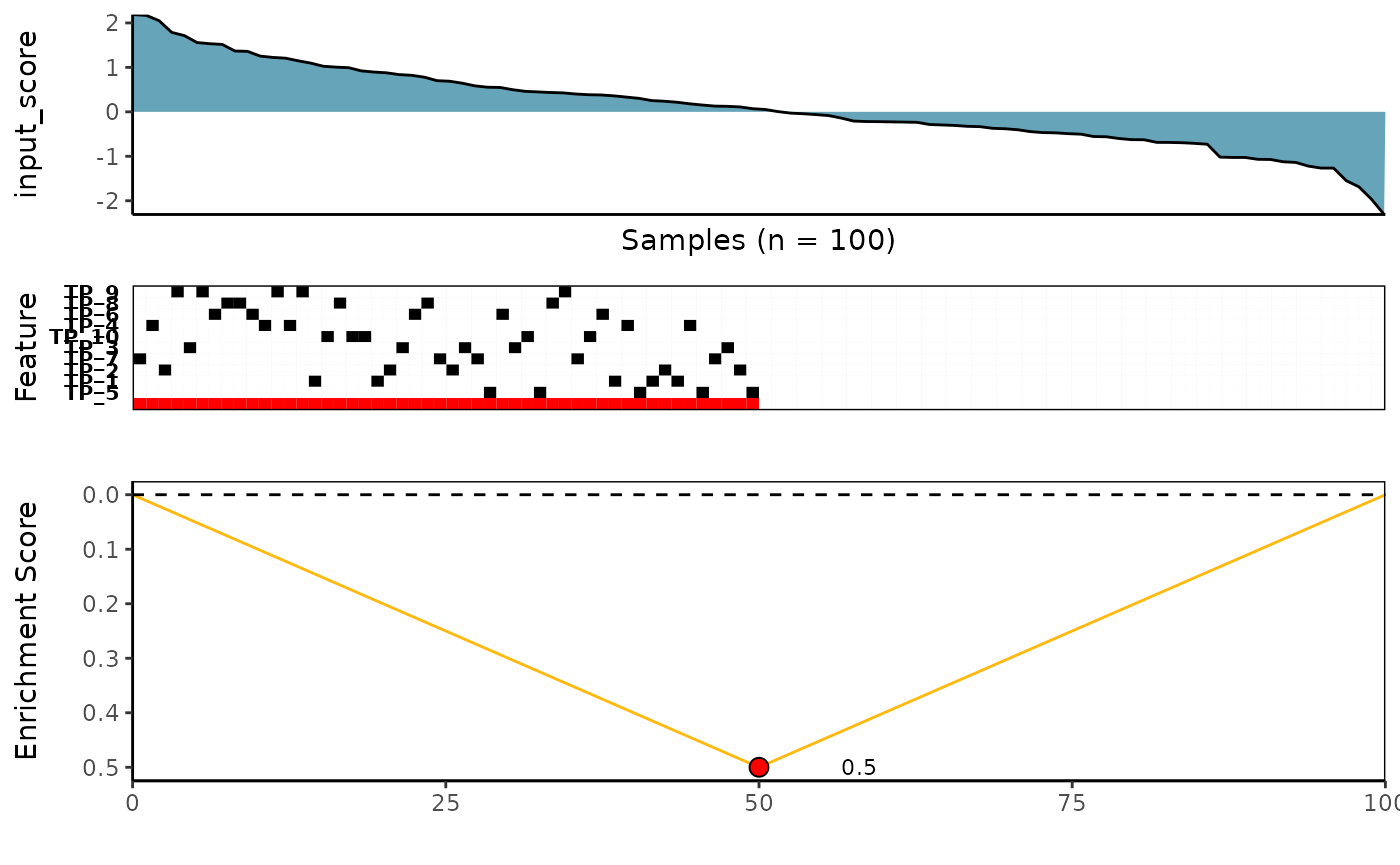 input_score
2
1
0
-1
-2
Samples (n = 100)
Feature
TP_9
TP_8
TP_6
TP_4
TP_10
TP_3
TP_7
TP_2
TP_1
TP_5
Enrichment Score
0.0
0.1
0.2
0.3
0.4
0.5
0.5
0
25
50
75
100